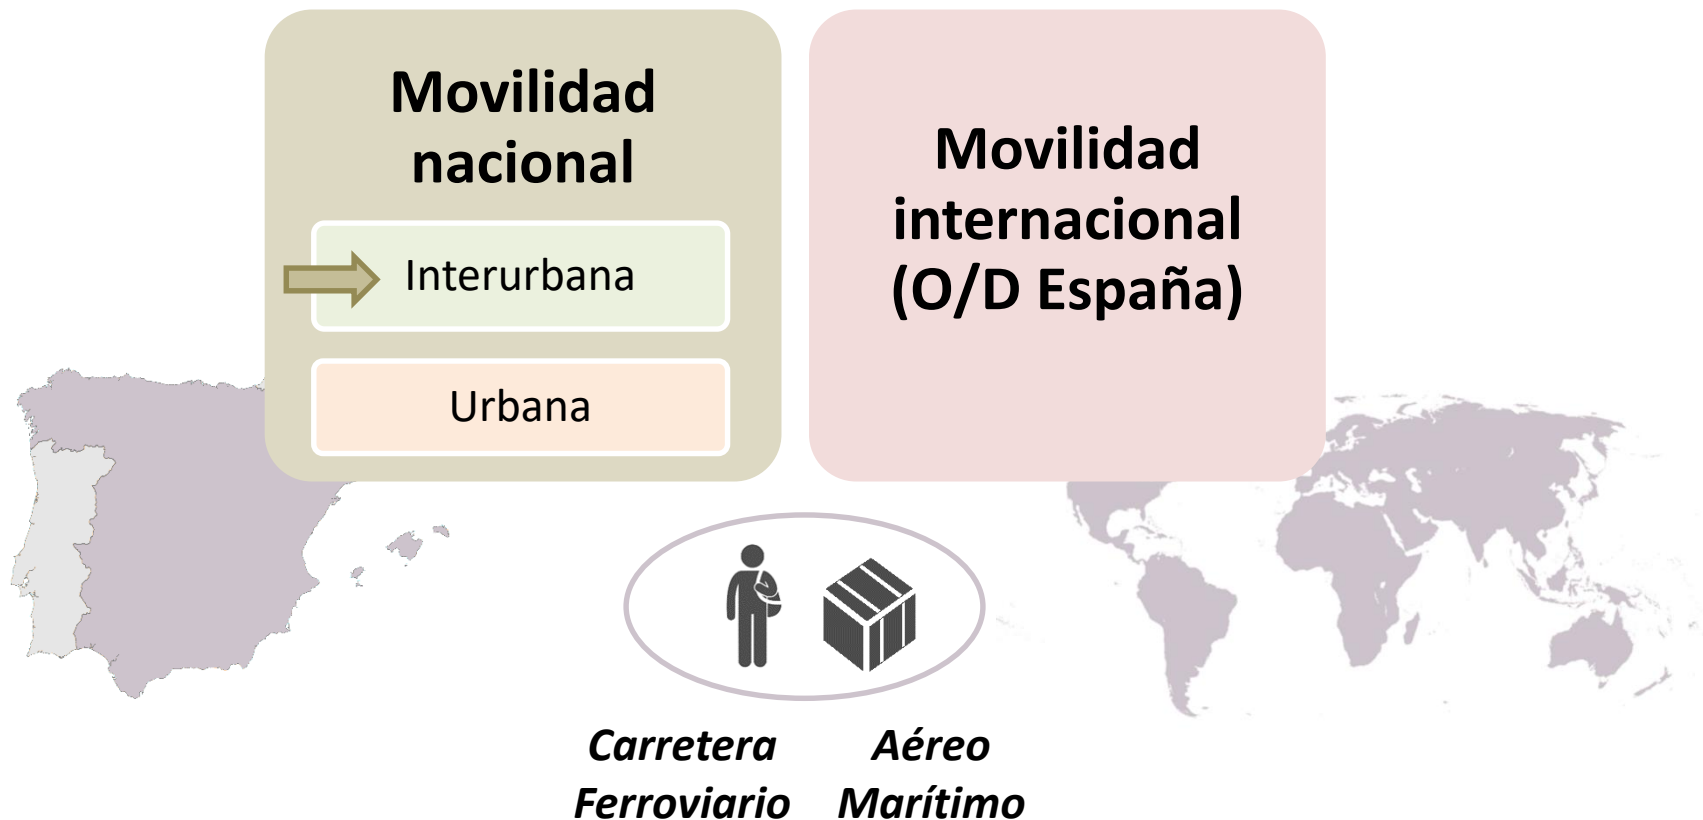 Movilidad
nacional
Interurbana
Urbana
Movilidad
internacional
(O/D España)
Carretera
Aéreo
Ferroviario
Marítimo